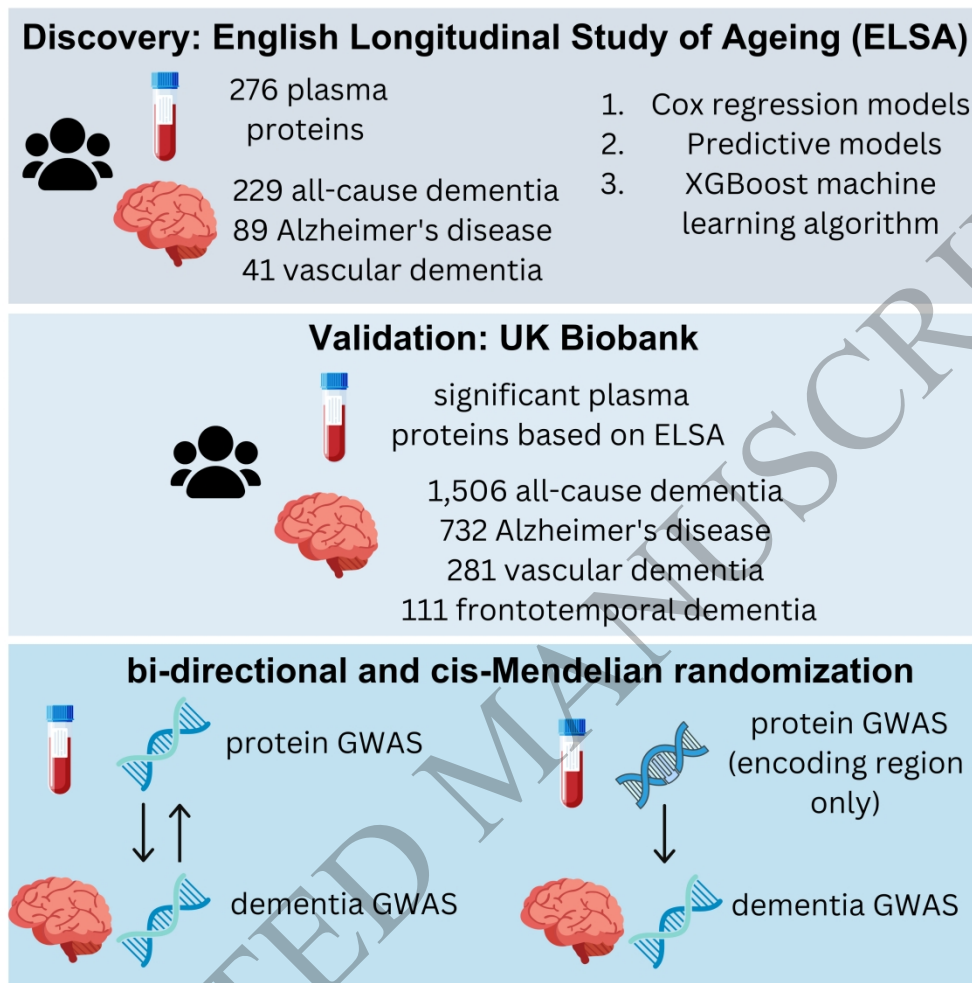 Discovery: English Longitudinal Study of Ageing (ELSA)
276 plasma
proteins
229 all-cause dementia
89 Alzheimer's disease
41 vascular dementia
1. Cox regression models
2. Predictive models
3. XGBoost machine
learning algorithm
Validation: UK Biobank
significant plasma
proteins based on ELSA
1,506 all-cause dementia
732 Alzheimer's disease
281 vascular dementia
111 frontotemporal dementia
bi-directional and cis-Mendelian randomization
protein GWAS
dementia GWAS
protein GWAS
(encoding region
only)
dementia GWAS
TED MANUSCRI